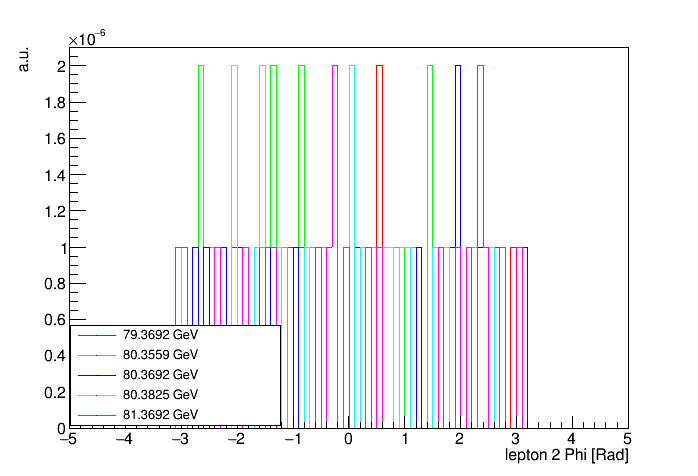 ×10⁻⁶
a.u.
2
1.8
1.6
1.4
1.2
1
0.8
0.6
0.4
0.2
0
79.3692 GeV
80.3559 GeV
80.3692 GeV
80.3825 GeV
81.3692 GeV
−5 −4 −3 −2 −1 0 1 2 3 4 5
lepton 2 Phi [Rad]